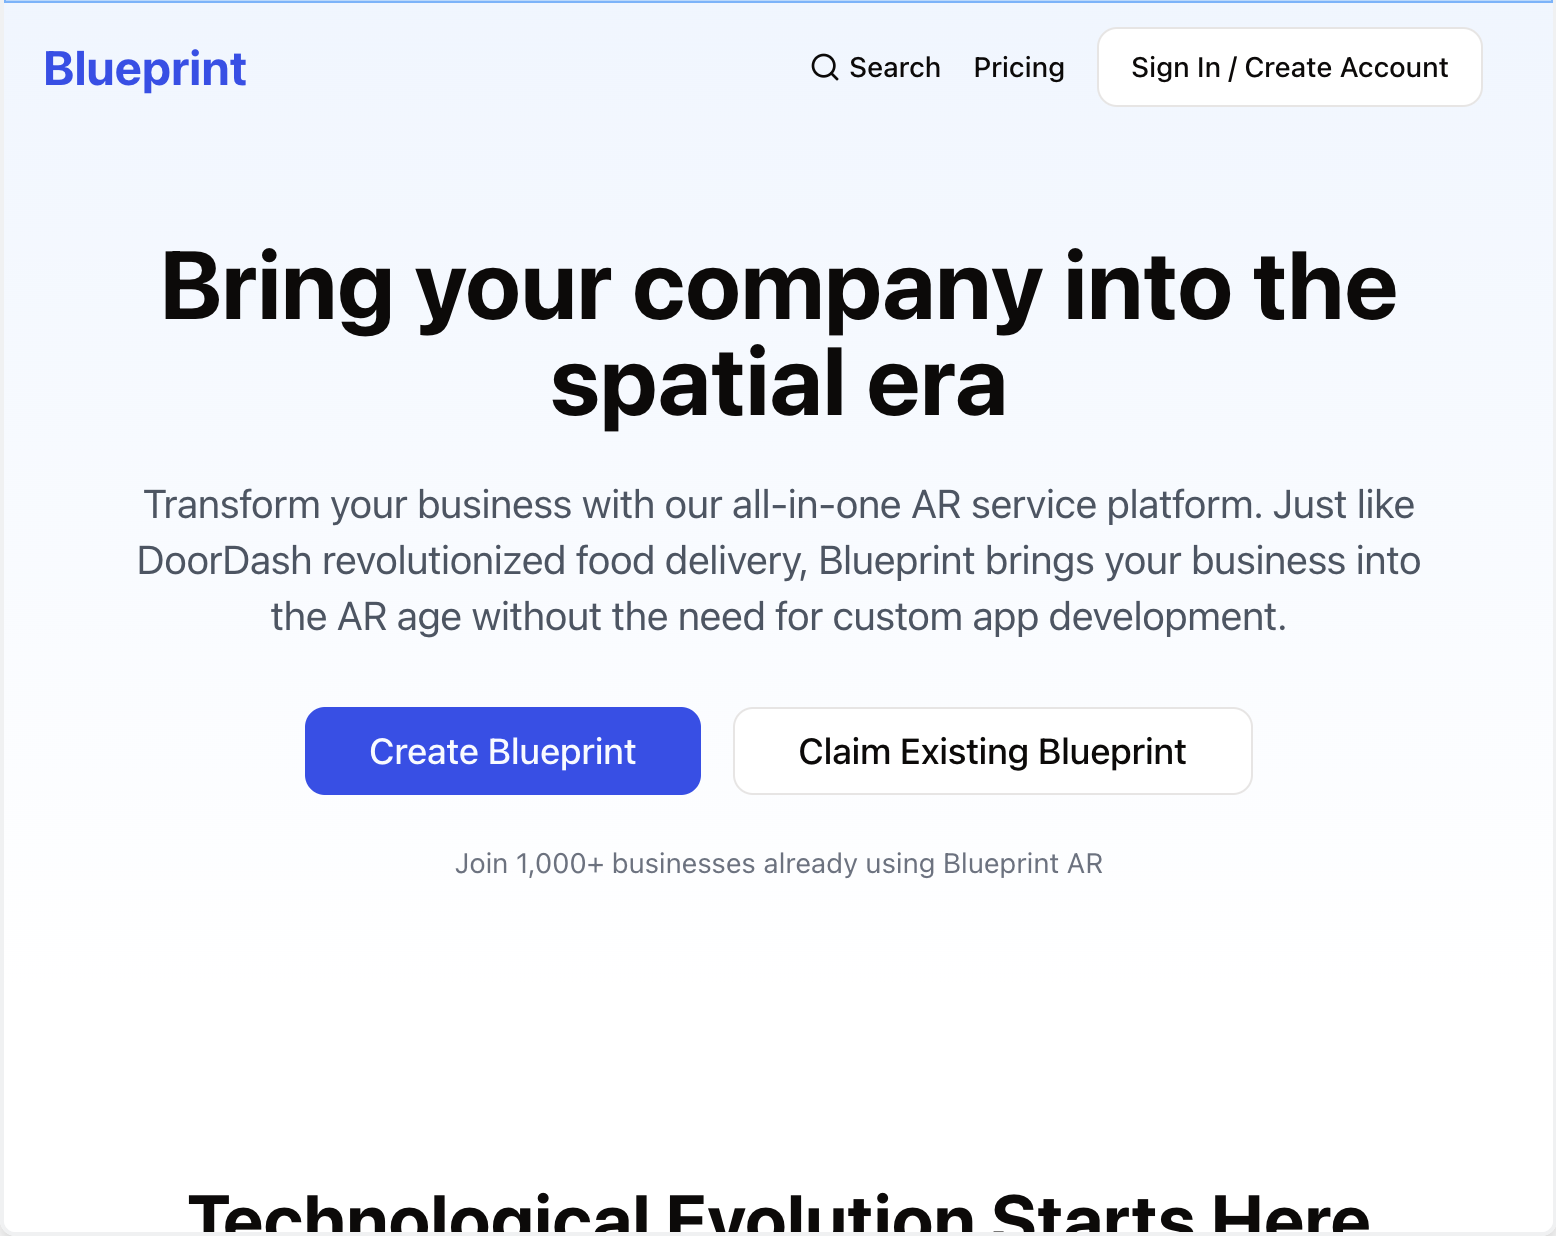 Blueprint
Search
Pricing
Sign In / Create Account
Bring your company into the
spatial era
Transform your business with our all-in-one AR service platform. Just like
DoorDash revolutionized food delivery, Blueprint brings your business into
the AR age without the need for custom app development.
Create Blueprint
Claim Existing Blueprint
Join 1,000+ businesses already using Blueprint AR
Technological Evolution Starts Here